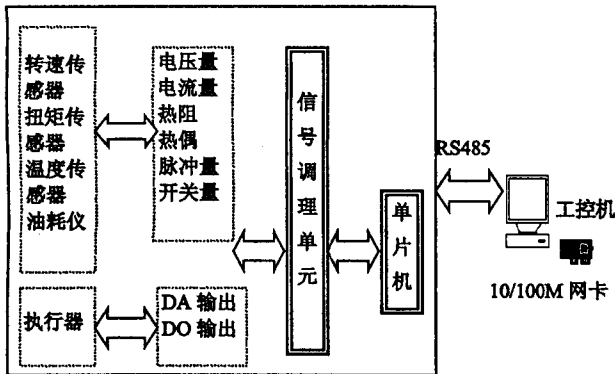 转速传
感器
扭矩传
感器
温度传
感器
油耗仪
电压量
电流量
热阻
热偶
脉冲量
开关量
信号调理单元
单片机
RS485
工控机
10/100M 网卡
执行器
DA 输出
DO 输出